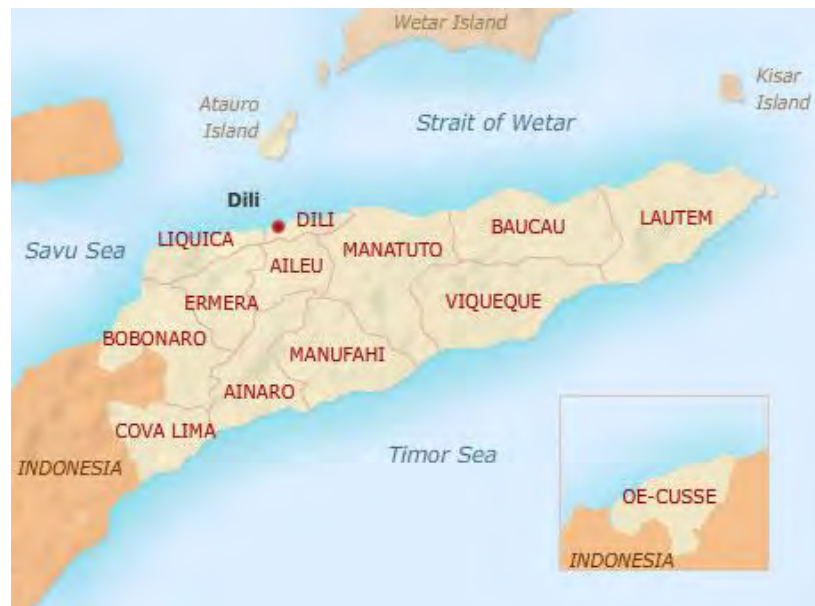 Wetar Island
Kisar
Island
Atauro
Island
Strait of Wetar
Dili
DILI
LIQUICA
BAUCAU
LAUTEM
Savu Sea
MANATUTO
AILEU
ERMERA
VIQUEQUE
BOBONARO
MANUFAHI
AINARO
COVA LIMA
Timor Sea
INDONESIA
OE-CUSSE
INDONESIA